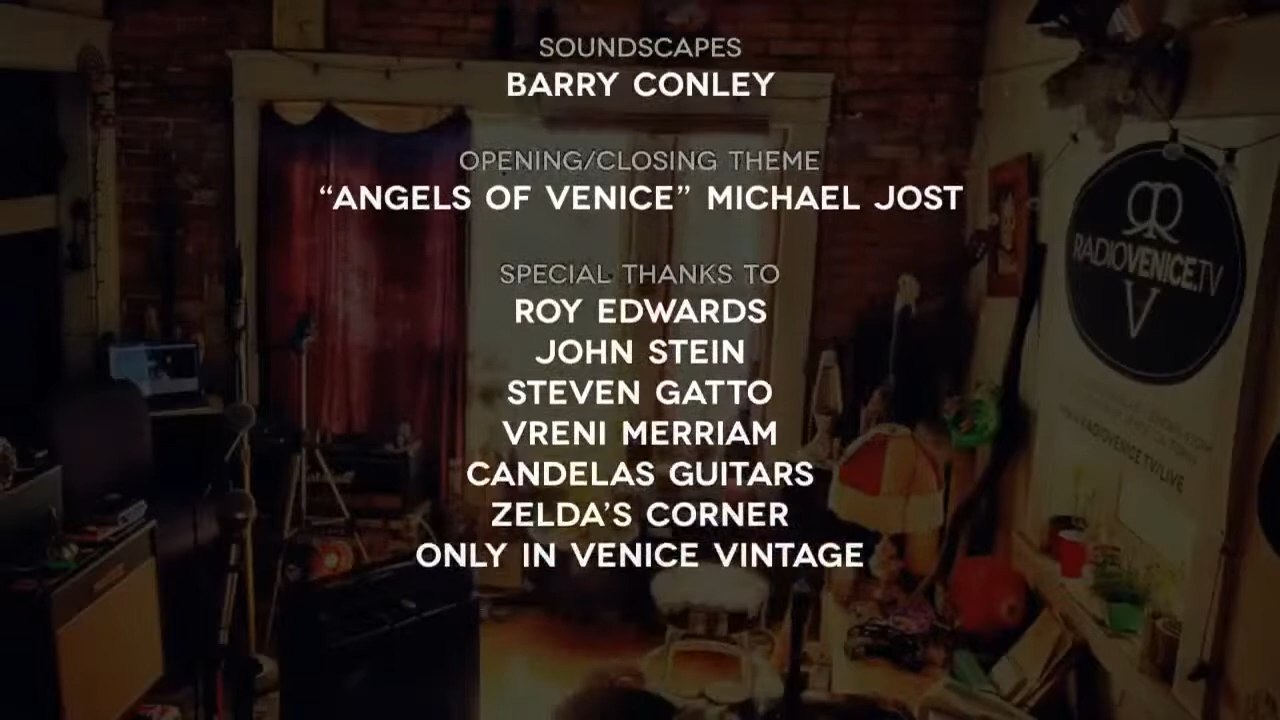 SOUNDSCAPES
BARRY CONLEY
OPENING/CLOSING THEME
“ANGELS OF VENICE” MICHAEL JOST
SPECIAL THANKS TO
ROY EDWARDS
JOHN STEIN
STEVEN GATTO
VRENI MERRIAM
CANDELAS GUITARS
ZELDA’S CORNER
ONLY IN VENICE VINTAGE
RADIOVENICE.TV
V
RADIOVENICE.TV/LIVE